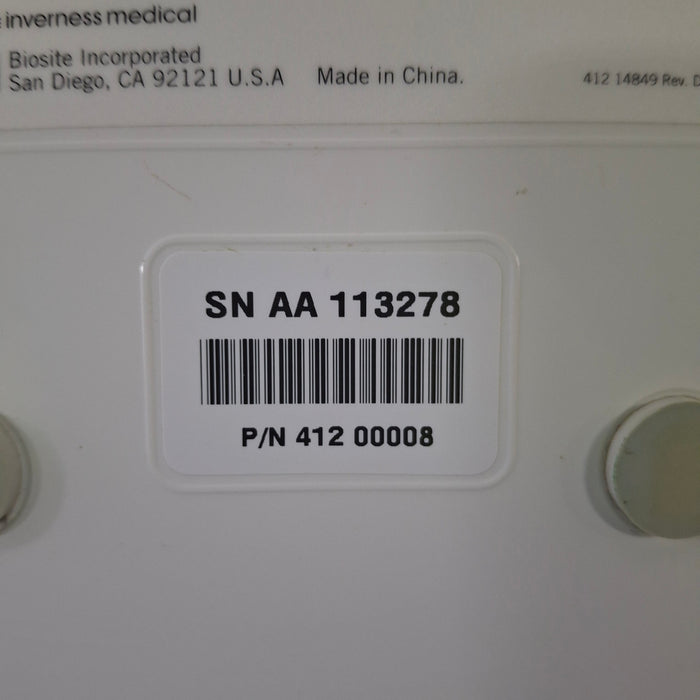 inverness medical
Biosite Incorporated
San Diego, CA 92121 U.S.A Made in China.
412 14849 Rev. D
SN AA 113278
P/N 412 00008